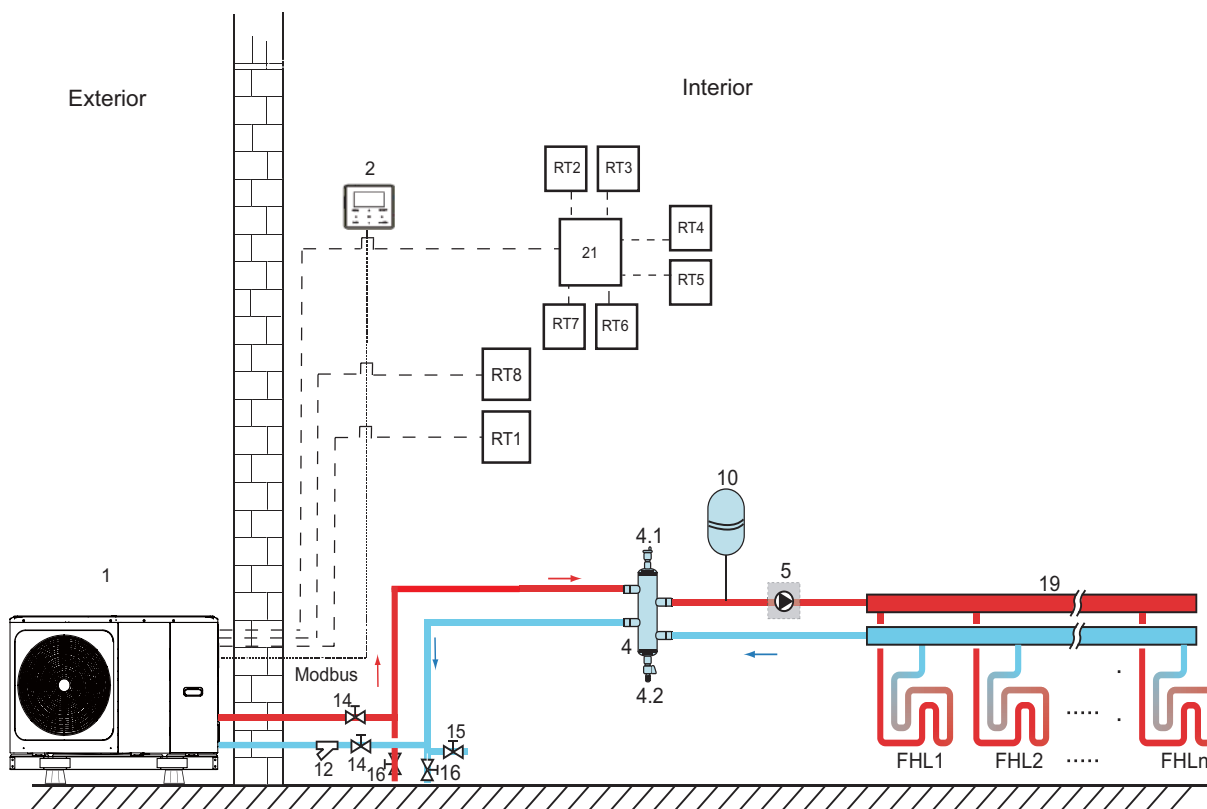 Exterior
Interior
2
RT2
RT3
RT4
21
RT5
RT7
RT6
RT8
RT1
10
4.1
1
5
19
4
Modbus
4.2
14
15
12
14
16
16
FHL1
FHL2
.....
FHLn
.....